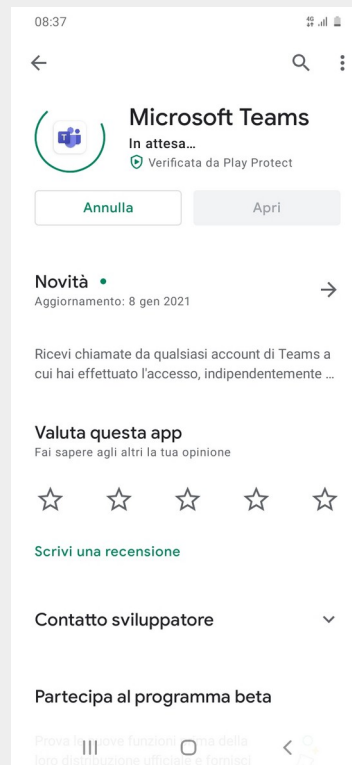 08:37
4G
Microsoft Teams
In attesa...
Verificata da Play Protect
Annulla
Apri
Novità
Aggiornamento: 8 gen 2021
Ricevi chiamate da qualsiasi account di Teams a
cui hai effettuato l'accesso, indipendentemente ...
Valuta questa app
Fai sapere agli altri la tua opinione
Scrivi una recensione
Contatto sviluppatore
Partecipa al programma beta
Prova le nuove funzioni prima della
loro distribuzione ufficiale e fornisci